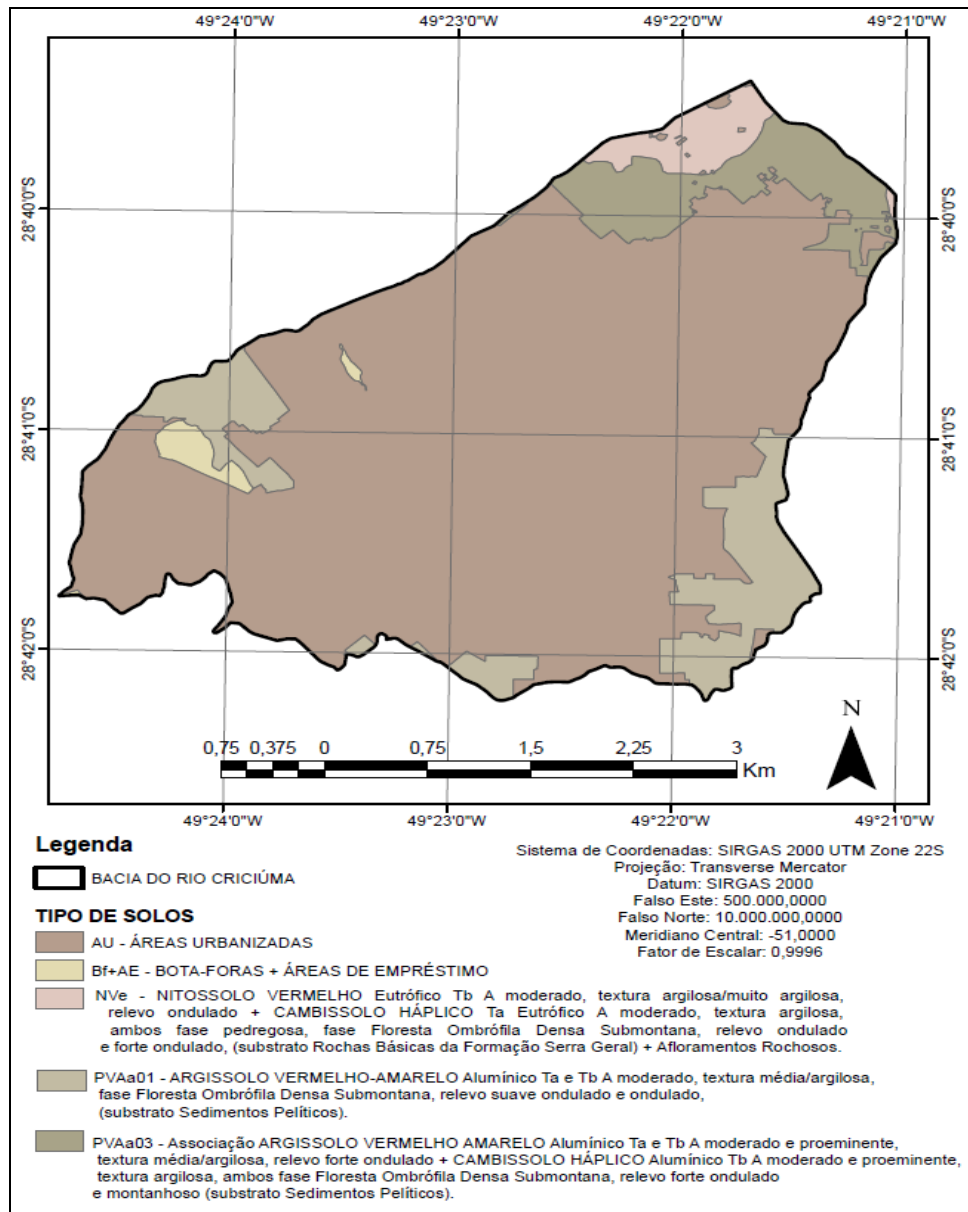 49°24'0"W 49°23'0"W 49°22'0"W 49°21'0"W
28°40'0"S 28°40'0"S
28°41'0"S 28°41'0"S
28°42'0"S 28°42'0"S
N
0,75 0,375 0 0,75 1,5 2,25 3
Km
49°24'0"W 49°23'0"W 49°22'0"W 49°21'0"W
Legenda
BACIA DO RIO CRICIÚMA
Sistema de Coordenadas: SIRGAS 2000 UTM Zone 22S
Projeção: Transverse Mercator
Datum: SIRGAS 2000
Falso Este: 500.000,0000
Falso Norte: 10.000.000,0000
Meridiano Central: -51,0000
Fator de Escalar: 0,9996
TIPO DE SOLOS
AU - ÁREAS URBANIZADAS
Bf+AE - BOTA-FORAS + ÁREAS DE EMPRÉSTIMO
NVe - NITOSSOLO VERMELHO Eutrófico Tb A moderado, textura argilosa/muito argilosa,
relevo ondulado + CAMBISSOLO HÁPLICO Ta Eutrófico A moderado, textura argilosa,
ambos fase pedregosa, fase Floresta Ombrófila Densa Submontana, relevo ondulado
e forte ondulado, (substrato Rochas Básicas da Formação Serra Geral) + Afloramentos Rochosos.
PVAa01 - ARGISSOLO VERMELHO-AMARELO Alumínico Ta e Tb A moderado, textura média/argilosa,
fase Floresta Ombrófila Densa Submontana, relevo suave ondulado e ondulado,
(substrato Sedimentos Pelíticos).
PVAa03 - Associação ARGISSOLO VERMELHO AMARELO Alumínico Ta e Tb A moderado e proeminente,
textura média/argilosa, relevo forte ondulado + CAMBISSOLO HÁPLICO Alumínico Tb A moderado e proeminente,
textura argilosa, ambos fase Floresta Ombrófila Densa Submontana, relevo forte ondulado
e montanhoso (substrato Sedimentos Pelíticos).